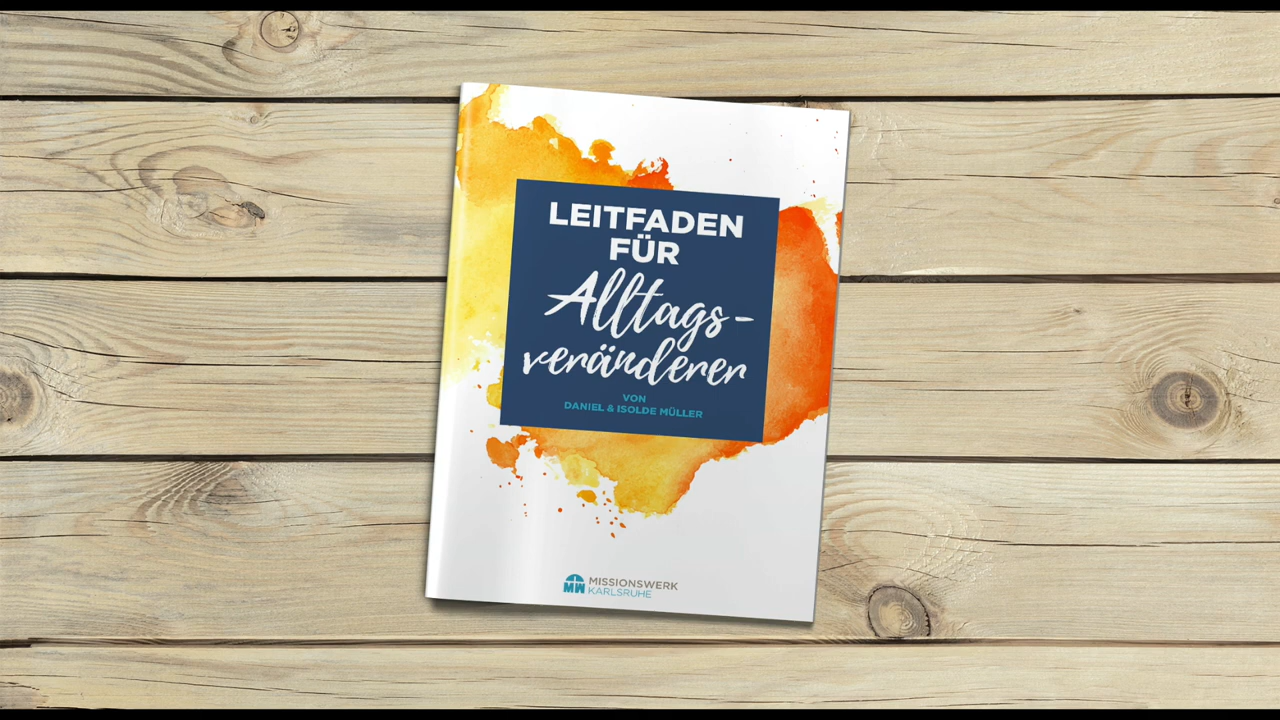 LEITFADEN
FÜR
Alltags-
veränderer
VON
DANIEL & ISOLDE MÜLLER
MW
MISSIONSWERK
KARLSRUHE